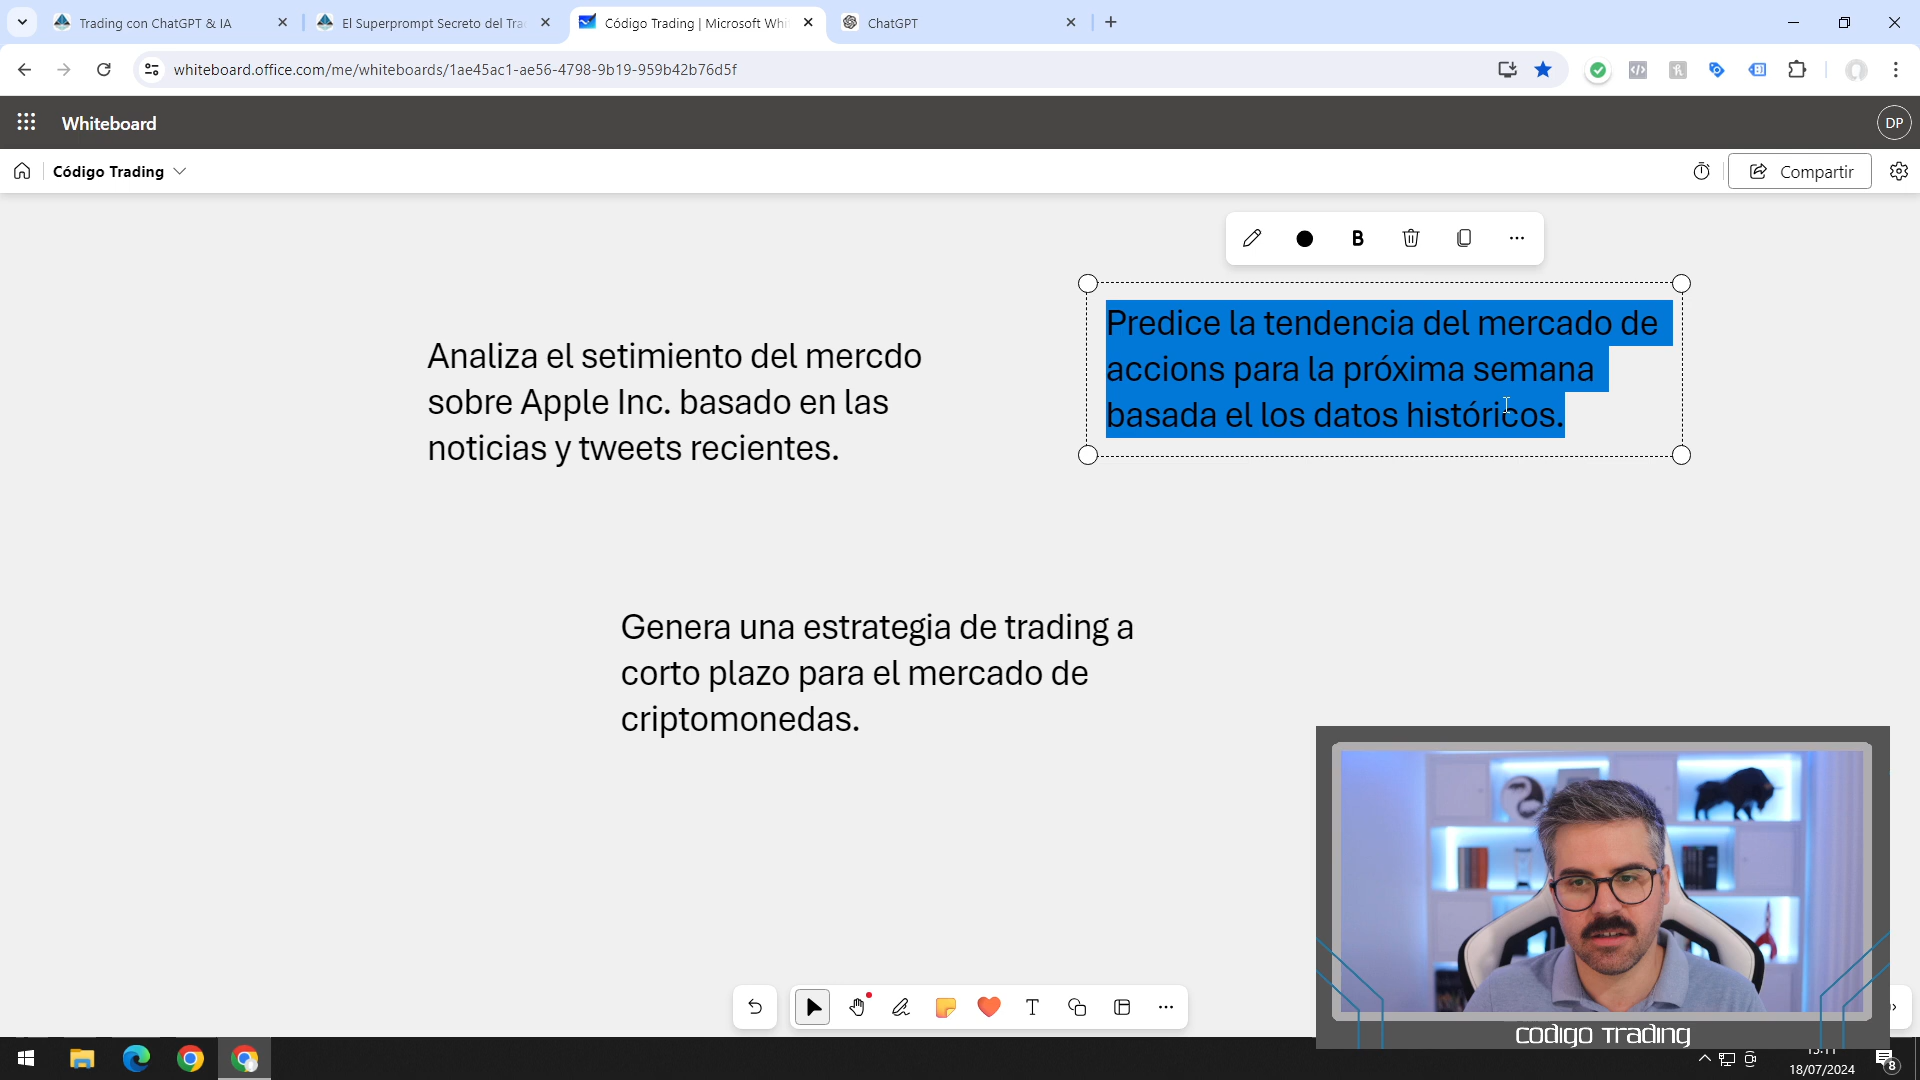 Trading con ChatGPT & IA
El Superprompt Secreto del Tra
Código Trading | Microsoft Whi
ChatGPT
whiteboard.office.com/me/whiteboards/1ae45ac1-ae56-4798-9b19-959b42b76d5f
Whiteboard
DP
Código Trading
Compartir
B
Predice la tendencia del mercado de
accions para la próxima semana
basada el los datos históricos.
Analiza el setimiento del mercdo
sobre Apple Inc. basado en las
noticias y tweets recientes.
Genera una estrategia de trading a
corto plazo para el mercado de
criptomonedas.
T
CODIGO TRADING
18/07/2024
8